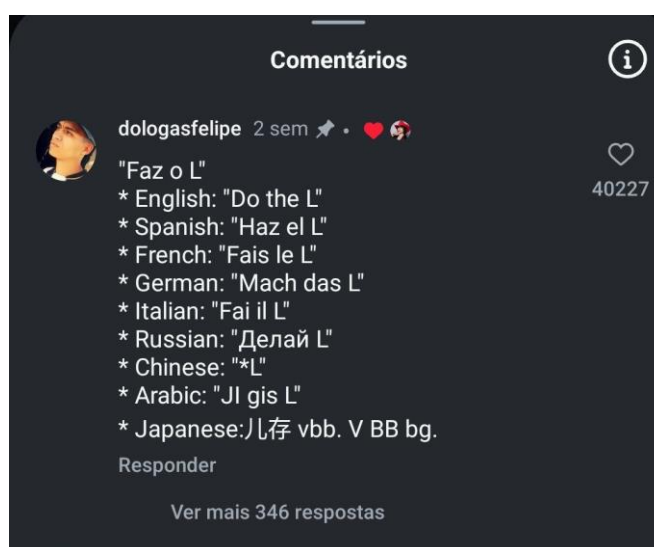 Comentários
dologasfelipe 2 sem
"Faz o L"
* English: "Do the L"
* Spanish: "Haz el L"
* French: "Fais le L"
* German: "Mach das L"
* Italian: "Fai il L"
* Russian: "Делай L"
* Chinese: "*L"
* Arabic: "JI gis L"
* Japanese:儿存 vbb. V BB bg.
40227
Responder
Ver mais 346 respostas